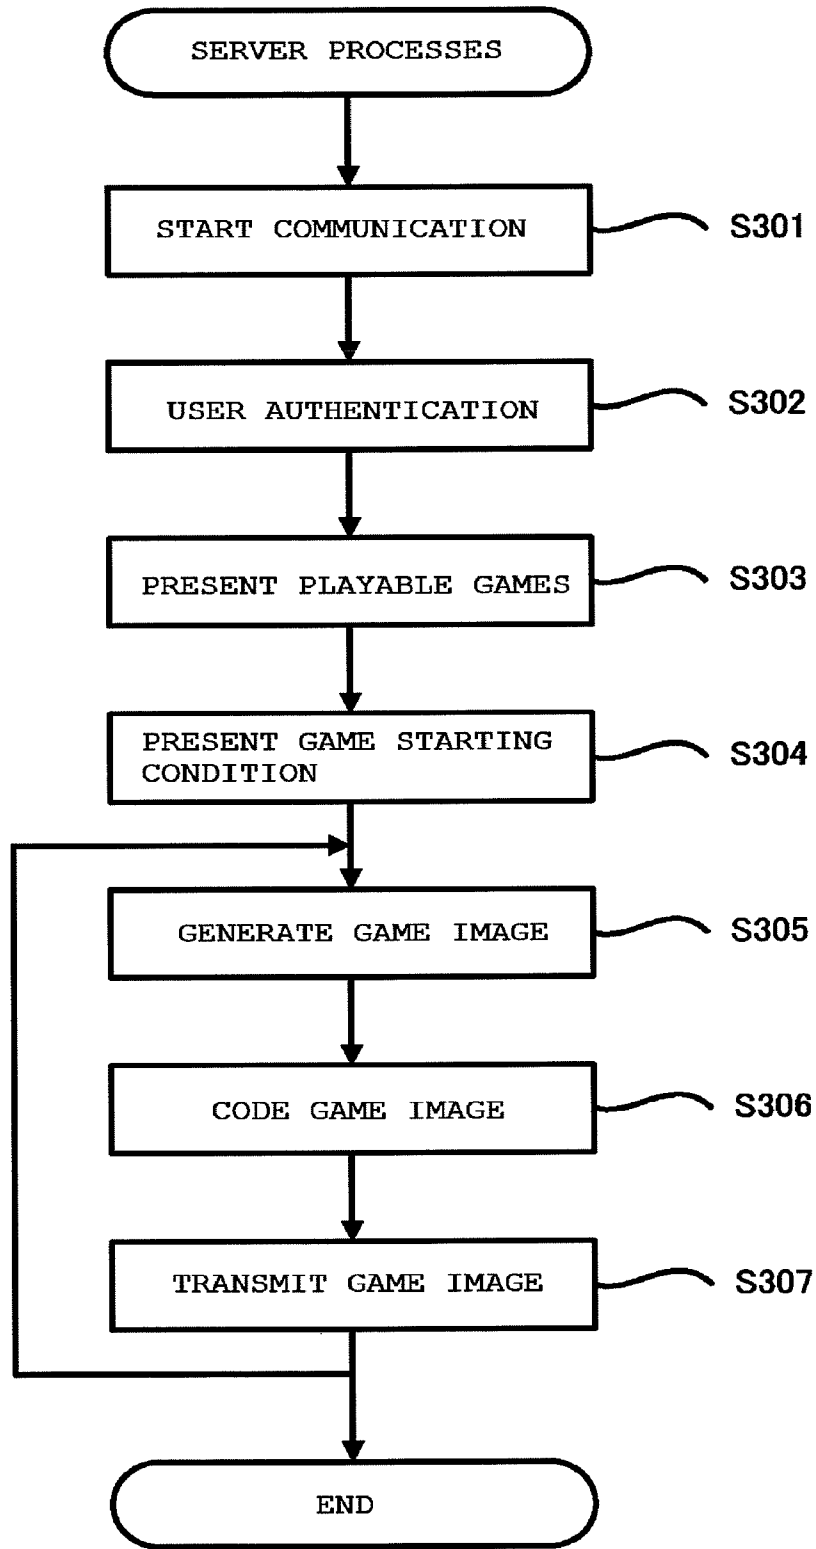 SERVER PROCESSES
START COMMUNICATION
S301
USER AUTHENTICATION
S302
PRESENT PLAYABLE GAMES
S303
PRESENT GAME STARTING
CONDITION
S304
GENERATE GAME IMAGE
S305
CODE GAME IMAGE
S306
TRANSMIT GAME IMAGE
S307
END